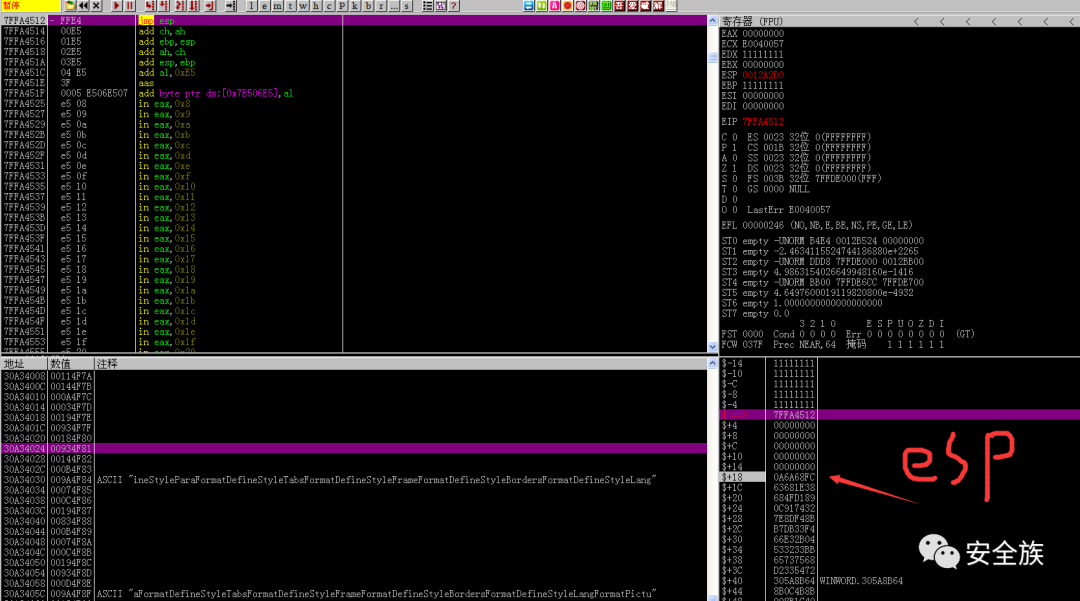 暂停 l e m t w h c P k b r ... s
7FFA4512 - FFE4 jmp esp
7FFA4514 00E5 add ch,ah
7FFA4516 01E5 add ebp,esp
7FFA4518 02E5 add ah,ch
7FFA451A 03E5 add esp,ebp
7FFA451C 04 E5 add al,0xE5
7FFA451E 3F aas
7FFA451F 0005 E506E507 add byte ptr ds:[0x7E506E5],al
7FFA4525 e5 08 in eax,0x8
7FFA4527 e5 09 in eax,0x9
7FFA4529 e5 0a in eax,0xa
7FFA452B e5 0b in eax,0xb
7FFA452D e5 0c in eax,0xc
7FFA452F e5 0d in eax,0xd
7FFA4531 e5 0e in eax,0xe
7FFA4533 e5 0f in eax,0xf
7FFA4535 e5 10 in eax,0x10
7FFA4537 e5 11 in eax,0x11
7FFA4539 e5 12 in eax,0x12
7FFA453B e5 13 in eax,0x13
7FFA453D e5 14 in eax,0x14
7FFA453F e5 15 in eax,0x15
7FFA4541 e5 16 in eax,0x16
7FFA4543 e5 17 in eax,0x17
7FFA4545 e5 18 in eax,0x18
7FFA4547 e5 19 in eax,0x19
7FFA4549 e5 1a in eax,0x1a
7FFA454B e5 1b in eax,0x1b
7FFA454D e5 1c in eax,0x1c
7FFA454F e5 1d in eax,0x1d
7FFA4551 e5 1e in eax,0x1e
7FFA4553 e5 1f in eax,0x1f
寄存器 (FPU) < < < < < < <
EAX 00000000
ECX E0040057
EDX 11111111
EBX 00000000
ESP 0012A2D0
EBP 11111111
ESI 00000000
EDI 00000000
EIP 7FFA4512
C 0 ES 0023 32位 0(FFFFFFFF)
P 1 CS 001B 32位 0(FFFFFFFF)
A 0 SS 0023 32位 0(FFFFFFFF)
Z 1 DS 0023 32位 0(FFFFFFFF)
S 0 FS 003B 32位 7FFDE000(FFF)
T 0 GS 0000 NULL
D 0
O 0 LastErr E0040057
EFL 00000246 (NO,NB,E,BE,NS,PE,GE,LE)
ST0 empty -UNORM B4E4 0012B524 00000000
ST1 empty -2.4634115524744186880e+2265
ST2 empty -UNORM DDD8 7FFDE000 0012BB00
ST3 empty 4.9863154026649948160e-1416
ST4 empty -UNORM BB00 7FFDE6CC 7FFDE700
ST5 empty 4.6497600019119820800e-4932
ST6 empty 1.0000000000000000000
ST7 empty 0.0
3 2 1 0 E S P U O Z D I
FST 0000 Cond 0 0 0 0 Err 0 0 0 0 0 0 0 0 (GT)
FCW 037F Prec NEAR,64 掩码 1 1 1 1 1 1
地址 数值 注释
30A34008 00114F7A
30A3400C 00144F7B
30A34010 000A4F7C
30A34014 00034F7D
30A34018 00194F7E
30A3401C 00934F7F
30A34020 00184F80
30A34024 00934F81
30A34028 00144F82
30A3402C 000B4F83
30A34030 009A4F84 ASCII "ineStyleParaFormatDefineStyleTabsFormatDefineStyleFrameFormatDefineStyleBordersFormatDefineStyleLang"
30A34034 00074F85
30A34038 000C4F86
30A3403C 00194F87
30A34040 00834F88
30A34044 000B4F89
30A34048 00074F8A
30A3404C 000C4F8B
30A34050 00194F8C
30A34054 00934F8D
30A34058 000D4F8E
30A3405C 009A4F8F ASCII "aFormatDefineStyleTabsFormatDefineStyleFrameFormatDefineStyleBordersFormatDefineStyleLangFormatPictu"
$-14 11111111
$-10 11111111
$-C 11111111
$-8 11111111
$-4 11111111
7FFA4512
$+4 00000000
$+8 00000000
$+C 00000000
$+10 00000000
$+14 00000000
$+18 0A6A68FC
$+1C 63681E38
$+20 684FD189
$+24 0C917432
$+28 7E8DF48B
$+2C B7DB33F4
$+30 66E32B04
$+34 533233BB
$+38 65737568
$+3C D2335472
$+40 305A8B64 WINWORD.305A8B64
$+44 8B0C4B8B
esp
安全族